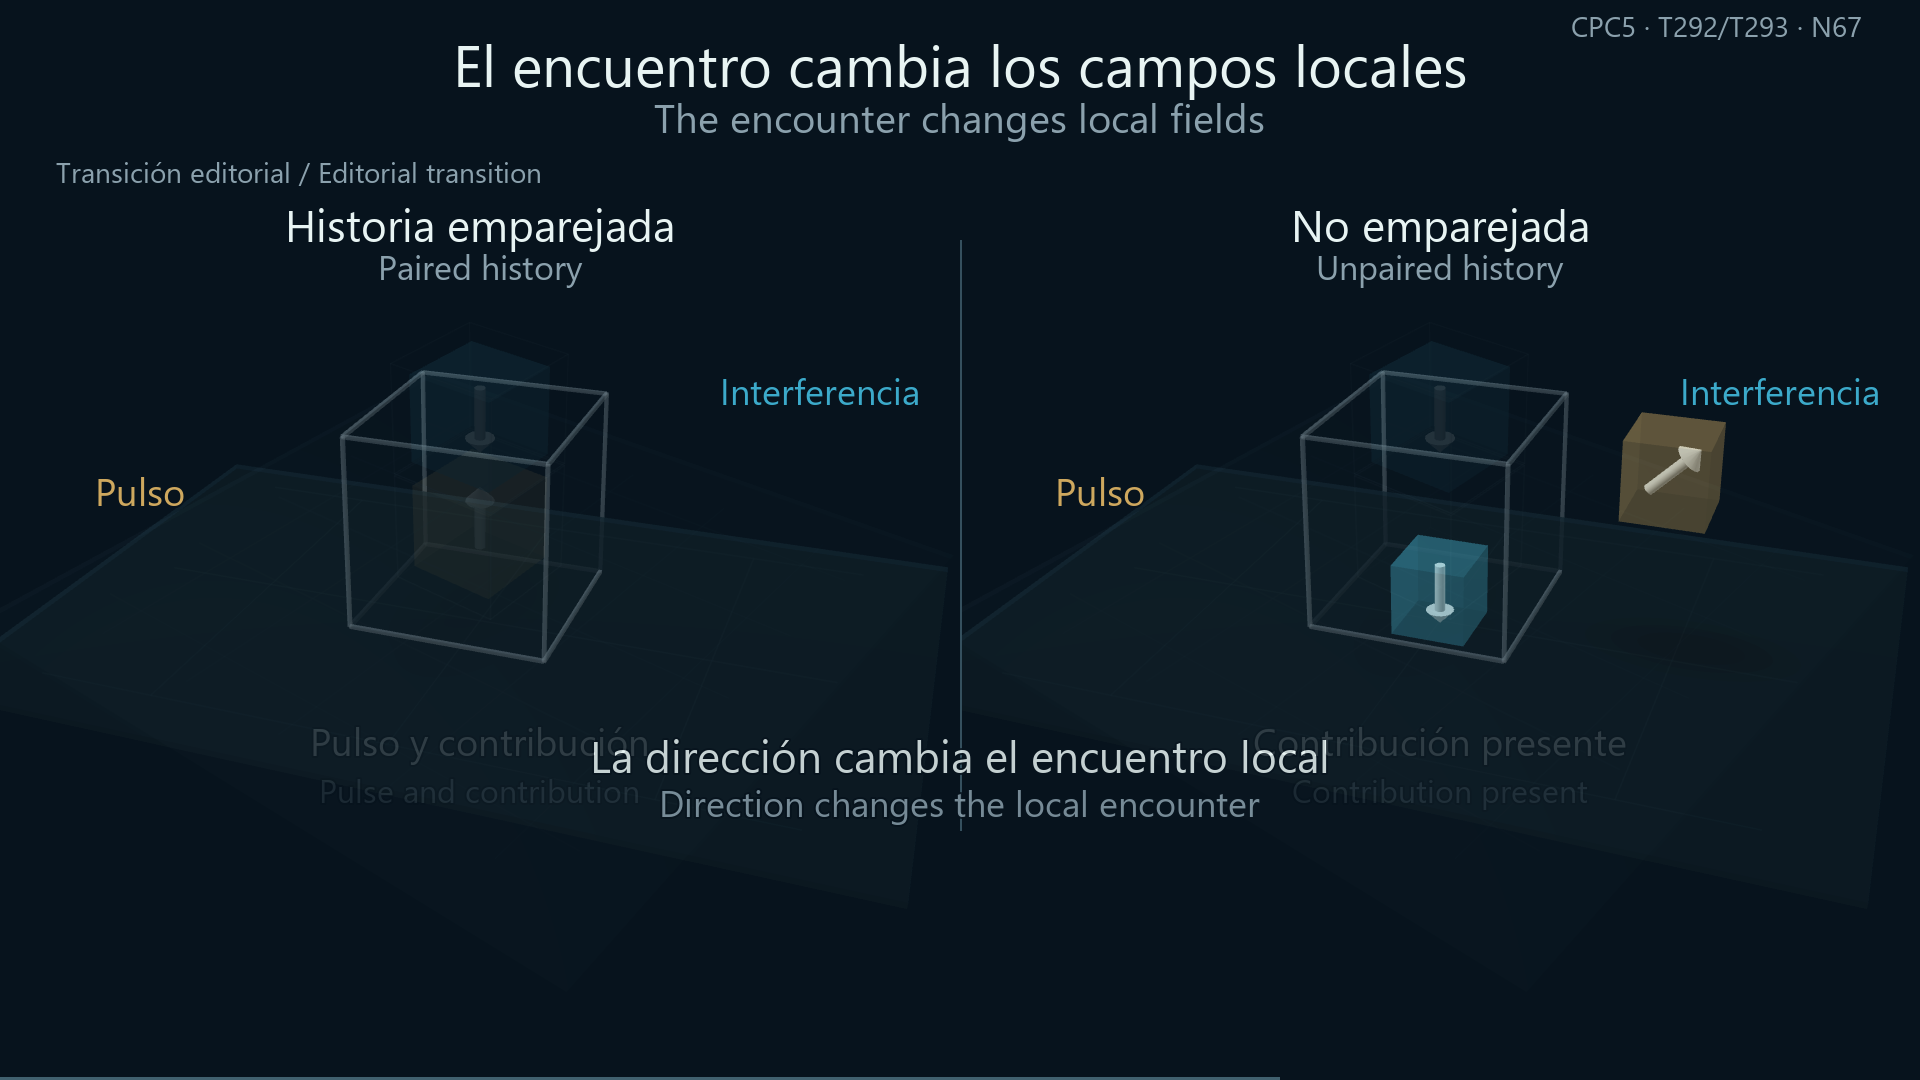 CPC5 · T292/T293 · N67
El encuentro cambia los campos locales
The encounter changes local fields
Transición editorial / Editorial transition
Historia emparejada
Paired history
No emparejada
Unpaired history
Interferencia
Interferencia
Pulso
Pulso
Pulso y contribución
Pulse and contribution
La dirección cambia el encuentro local
Direction changes the local encounter
Contribución presente
Contribution present